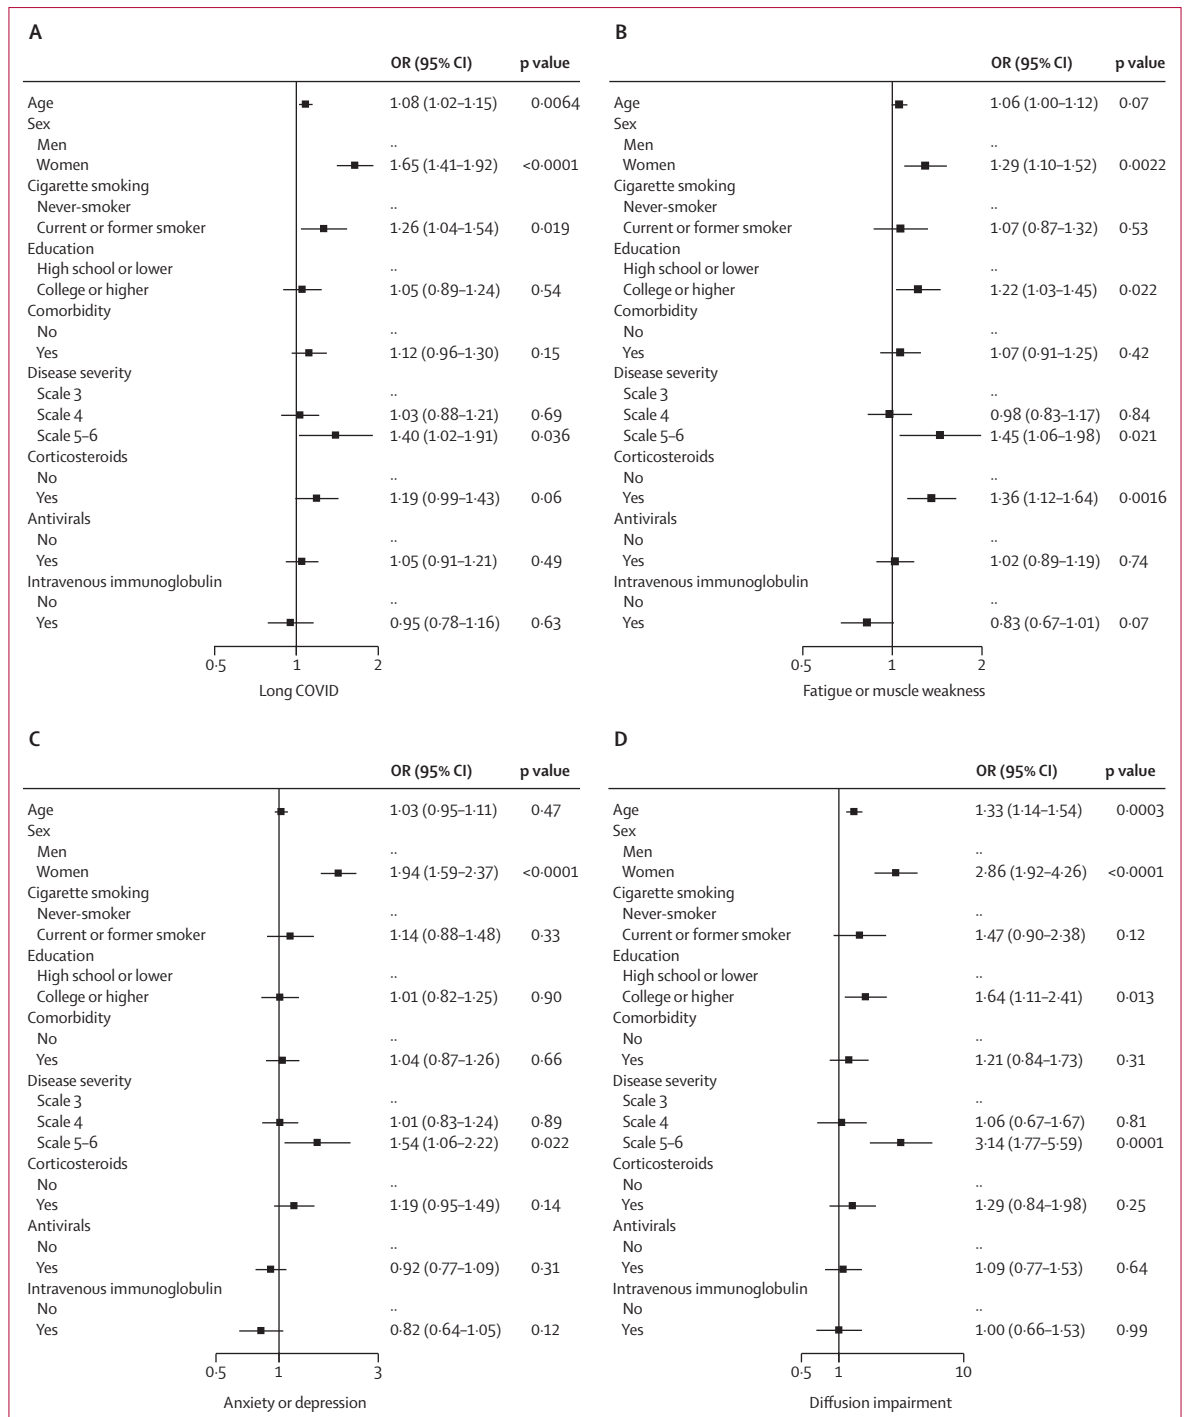 A
OR (95% CI) p value
Age 1·08 (1·02–1·15) 0·0064
Sex
Men ··
Women 1·65 (1·41–1·92) <0·0001
Cigarette smoking
Never-smoker ··
Current or former smoker 1·26 (1·04–1·54) 0·019
Education
High school or lower ··
College or higher 1·05 (0·89–1·24) 0·54
Comorbidity
No ··
Yes 1·12 (0·96–1·30) 0·15
Disease severity
Scale 3 ··
Scale 4 1·03 (0·88–1·21) 0·69
Scale 5–6 1·40 (1·02–1·91) 0·036
Corticosteroids
No ··
Yes 1·19 (0·99–1·43) 0·06
Antivirals
No ··
Yes 1·05 (0·91–1·21) 0·49
Intravenous immunoglobulin
No ··
Yes 0·95 (0·78–1·16) 0·63
0·5 1 2
Long COVID
B
OR (95% CI) p value
Age 1·06 (1·00–1·12) 0·07
Sex
Men ··
Women 1·29 (1·10–1·52) 0·0022
Cigarette smoking
Never-smoker ··
Current or former smoker 1·07 (0·87–1·32) 0·53
Education
High school or lower ··
College or higher 1·22 (1·03–1·45) 0·022
Comorbidity
No ··
Yes 1·07 (0·91–1·25) 0·42
Disease severity
Scale 3 ··
Scale 4 0·98 (0·83–1·17) 0·84
Scale 5–6 1·45 (1·06–1·98) 0·021
Corticosteroids
No ··
Yes 1·36 (1·12–1·64) 0·0016
Antivirals
No ··
Yes 1·02 (0·89–1·19) 0·74
Intravenous immunoglobulin
No ··
Yes 0·83 (0·67–1·01) 0·07
0·5 1 2
Fatigue or muscle weakness
C
OR (95% CI) p value
Age 1·03 (0·95–1·11) 0·47
Sex
Men ··
Women 1·94 (1·59–2·37) <0·0001
Cigarette smoking
Never-smoker ··
Current or former smoker 1·14 (0·88–1·48) 0·33
Education
High school or lower ··
College or higher 1·01 (0·82–1·25) 0·90
Comorbidity
No ··
Yes 1·04 (0·87–1·26) 0·66
Disease severity
Scale 3 ··
Scale 4 1·01 (0·83–1·24) 0·89
Scale 5–6 1·54 (1·06–2·22) 0·022
Corticosteroids
No ··
Yes 1·19 (0·95–1·49) 0·14
Antivirals
No ··
Yes 0·92 (0·77–1·09) 0·31
Intravenous immunoglobulin
No ··
Yes 0·82 (0·64–1·05) 0·12
0·5 1 3
Anxiety or depression
D
OR (95% CI) p value
Age 1·33 (1·14–1·54) 0·0003
Sex
Men ··
Women 2·86 (1·92–4·26) <0·0001
Cigarette smoking
Never-smoker ··
Current or former smoker 1·47 (0·90–2·38) 0·12
Education
High school or lower ··
College or higher 1·64 (1·11–2·41) 0·013
Comorbidity
No ··
Yes 1·21 (0·84–1·73) 0·31
Disease severity
Scale 3 ··
Scale 4 1·06 (0·67–1·67) 0·81
Scale 5–6 3·14 (1·77–5·59) 0·0001
Corticosteroids
No ··
Yes 1·29 (0·84–1·98) 0·25
Antivirals
No ··
Yes 1·09 (0·77–1·53) 0·64
Intravenous immunoglobulin
No ··
Yes 1·00 (0·66–1·53) 0·99
0·5 1 10
Diffusion impairment